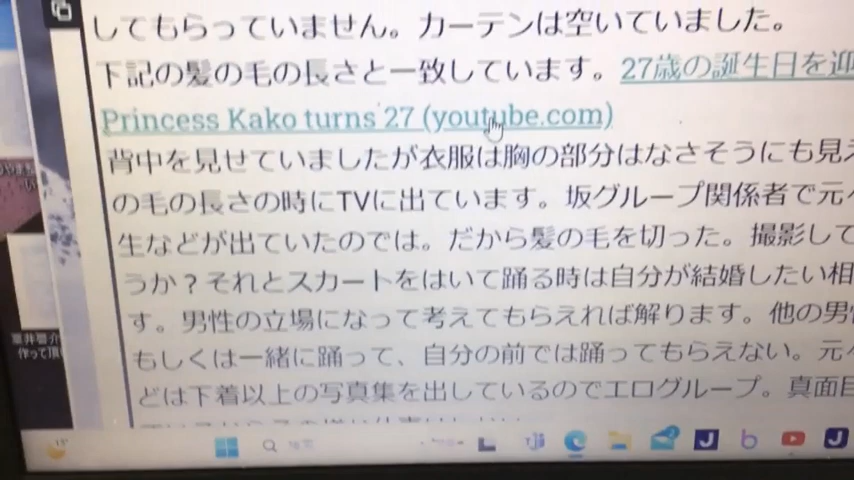 してもらっていません。カーテンは空いていました。
下記の髪の毛の長さと一致しています。27歳の誕生日を迎
Princess Kako turns 27 (youtube.com)
背中を見せていましたが衣服は胸の部分はなさそうにも見え
の毛の長さの時にTVに出ています。坂グループ関係者で元々
生などが出ていたのでは。だから髪の毛を切った。撮影して
うか？それとスカートをはいて踊る時は自分が結婚したい相
す。男性の立場になって考えてもらえれば解ります。他の男性
もしくは一緒に踊って、自分の前では踊ってもらえない。元々
どは下着以上の写真集を出しているのでエロググループ。真面目
作って頂